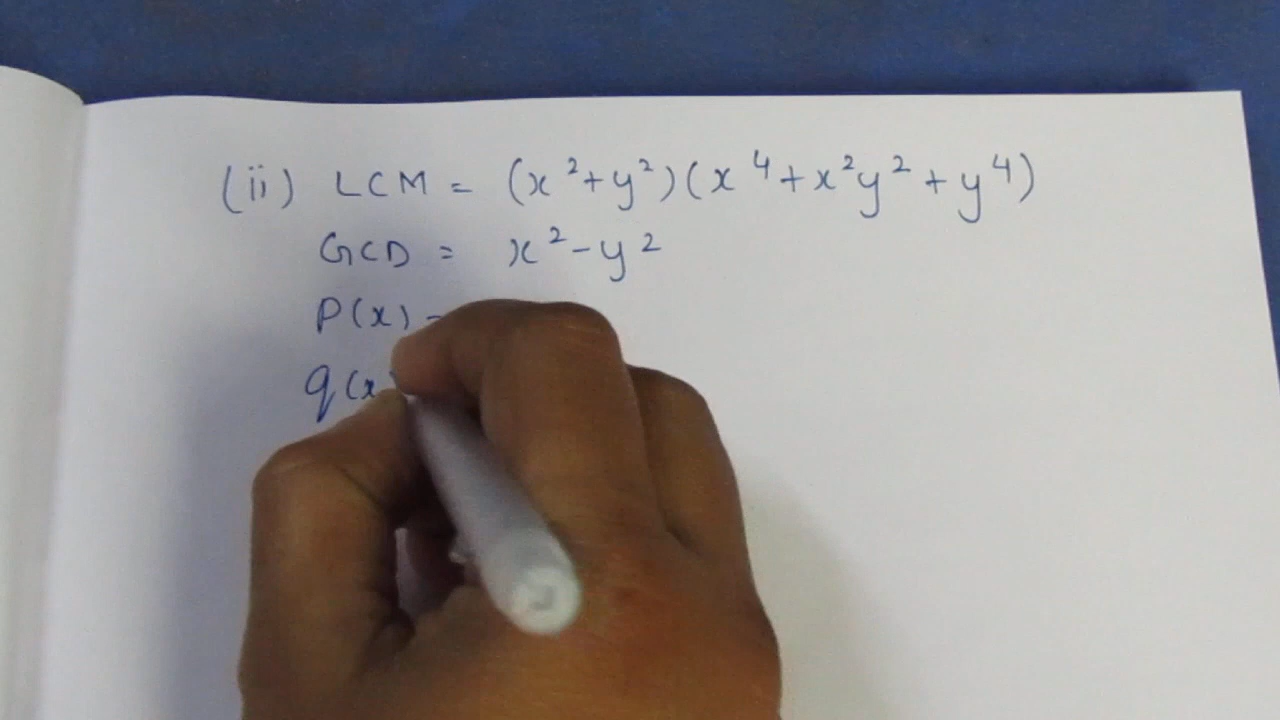 (ii) LCM = (x²+y²)(x⁴+x²y²+y⁴)
GCD = x²-y²
P(x) -
q(x